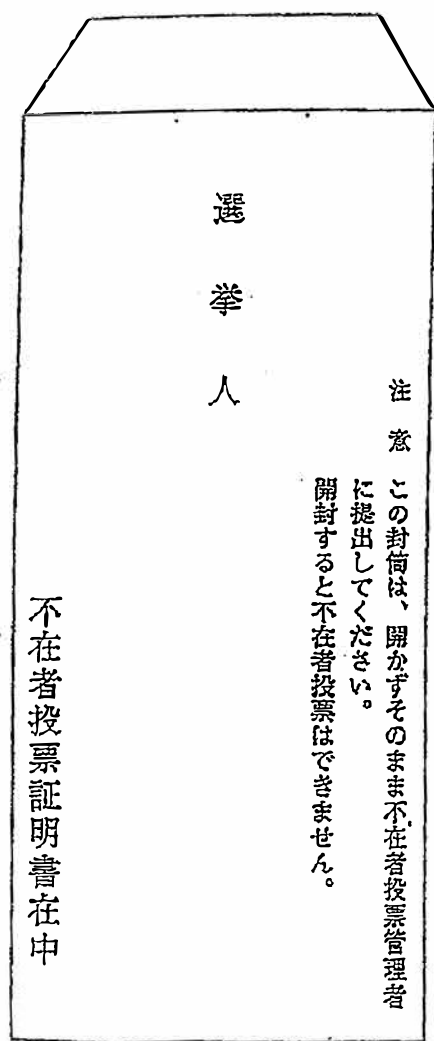 注意 この封筒は、開かずそのまま不在者投票管理者
に提出してください。
開封すると不在者投票はできません。
選挙人
不在者投票証明書在中